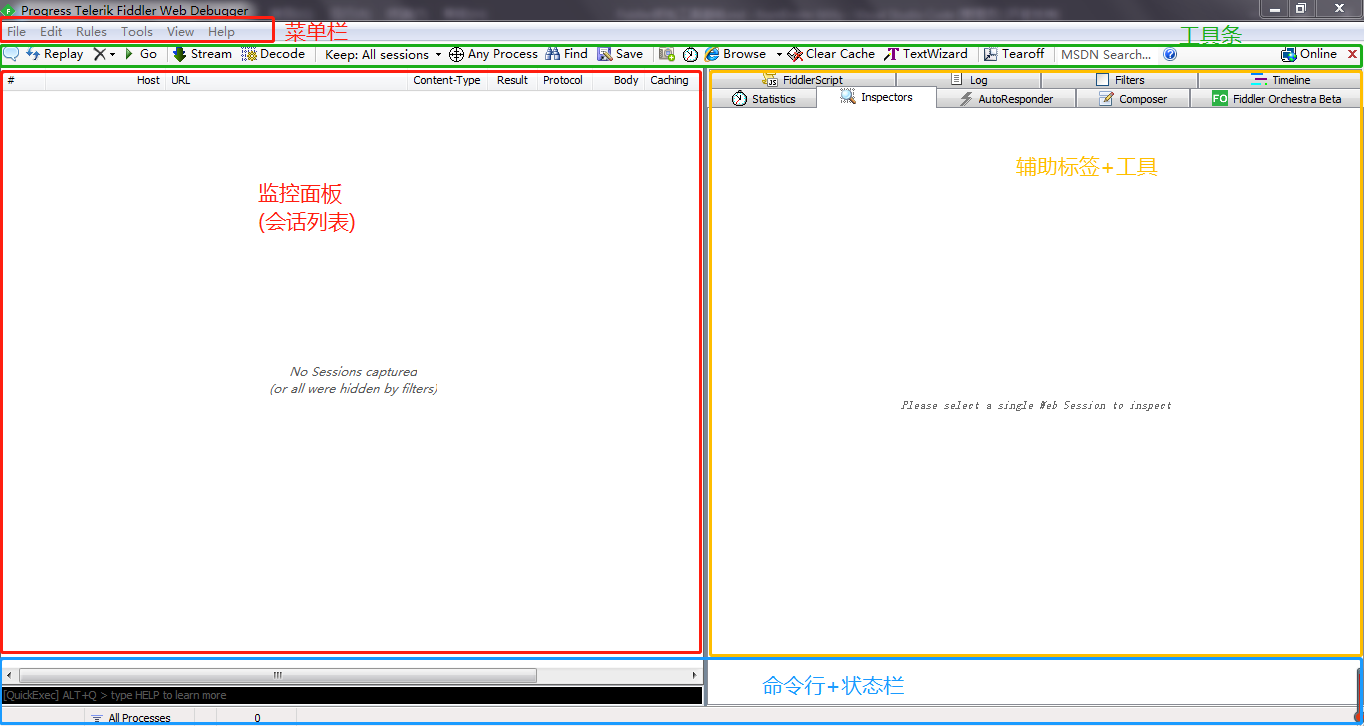 Progress Telerik Fiddler Web Debugger
File Edit Rules Tools View Help 菜单栏
工具条
Replay Go Stream Decode Keep: All sessions Any Process Find Save Browse Clear Cache TextWizard Tearoff MSDN Search... Online
# Host URL Content-Type Result Protocol Body Caching
FiddlerScript Log Filters Timeline
Statistics Inspectors AutoResponder Composer FO Fiddler Orchestra Beta
辅助标签+工具
监控面板
(会话列表)
No Sessions captured
(or all were hidden by filters)
Please select a single Web Session to inspect
[QuickExec] ALT+Q > type HELP to learn more
命令行+状态栏
All Processes 0